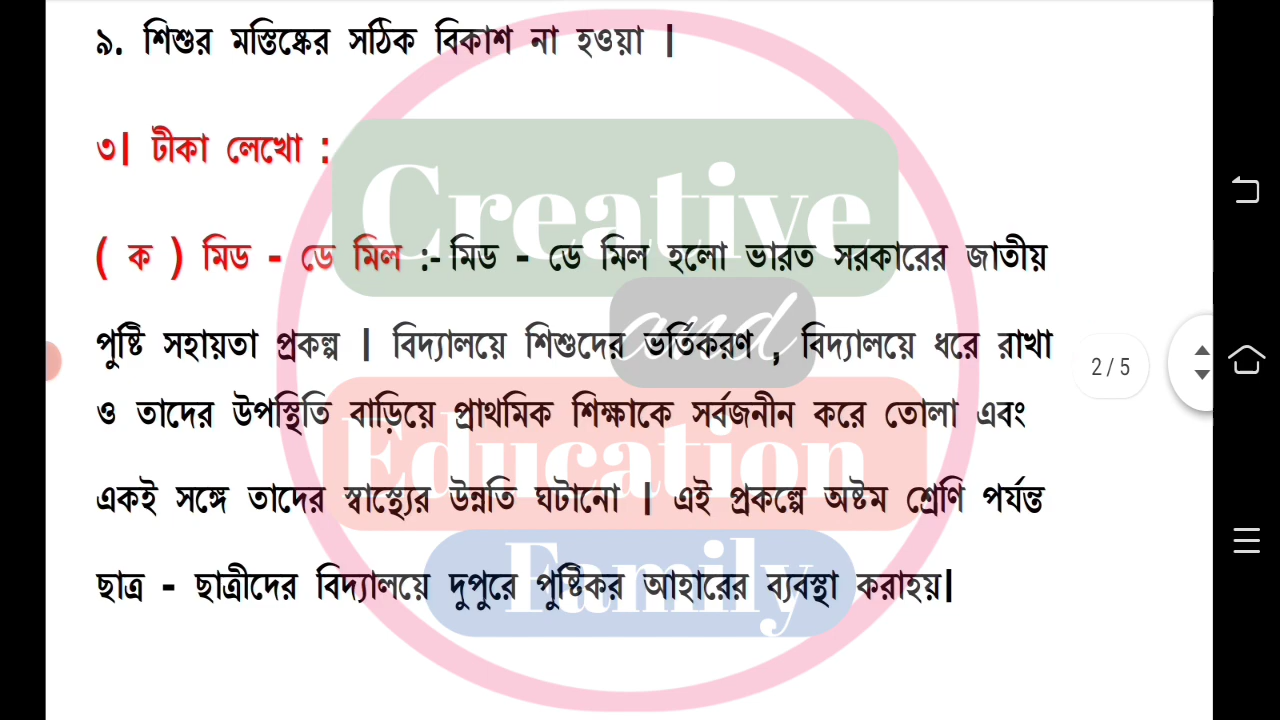 ৯. শিশুর মস্তিষ্কের সঠিক বিকাশ না হওয়া |
৩| টীকা লেখো :
( ক ) মিড - ডে মিল :- মিড - ডে মিল হলো ভারত সরকারের জাতীয়
পুষ্টি সহায়তা প্রকল্প | বিদ্যালয়ে শিশুদের ভর্তিকরণ , বিদ্যালয়ে ধরে রাখা
ও তাদের উপস্থিতি বাড়িয়ে প্রাথমিক শিক্ষাকে সর্বজনীন করে তোলা এবং
একই সঙ্গে তাদের স্বাস্থ্যের উন্নতি ঘটানো | এই প্রকল্পে অষ্টম শ্রেণি পর্যন্ত
ছাত্র - ছাত্রীদের বিদ্যালয়ে দুপুরে পুষ্টিকর আহারের ব্যবস্থা করাহয়|
Creative
and
Education
Family
2 / 5